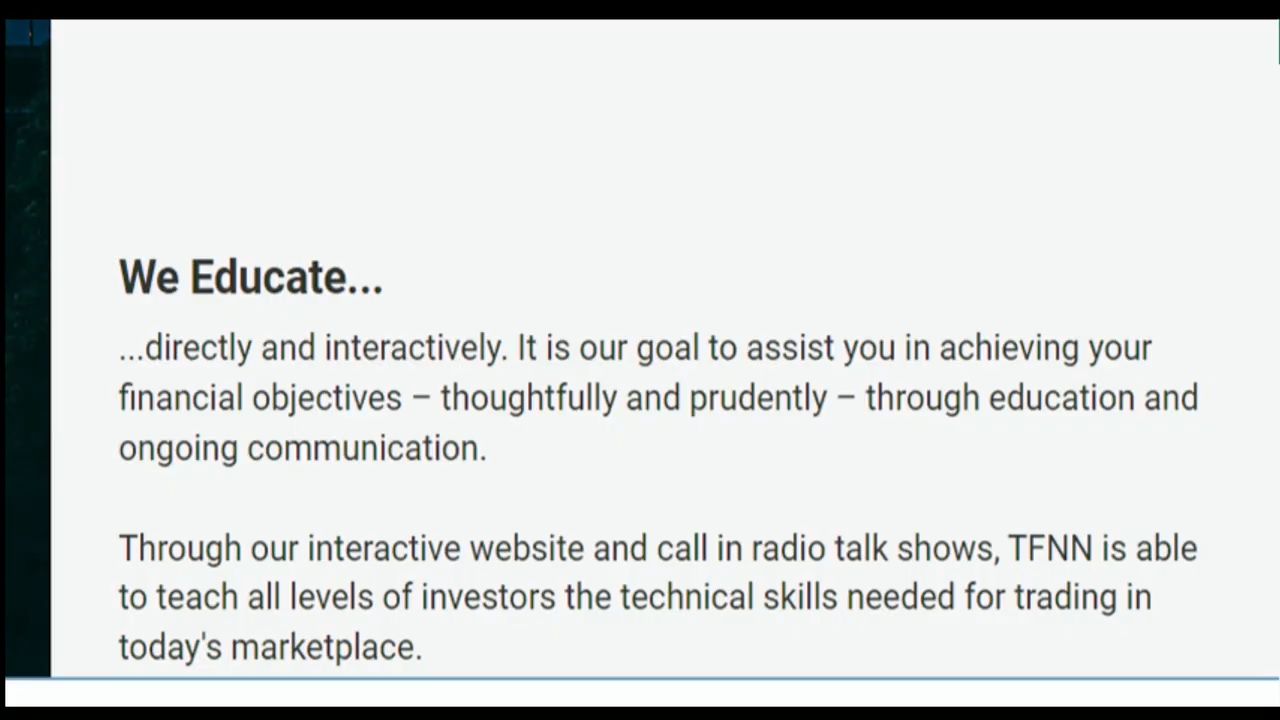 We Educate...
...directly and interactively. It is our goal to assist you in achieving your
financial objectives – thoughtfully and prudently – through education and
ongoing communication.
Through our interactive website and call in radio talk shows, TFNN is able
to teach all levels of investors the technical skills needed for trading in
today's marketplace.